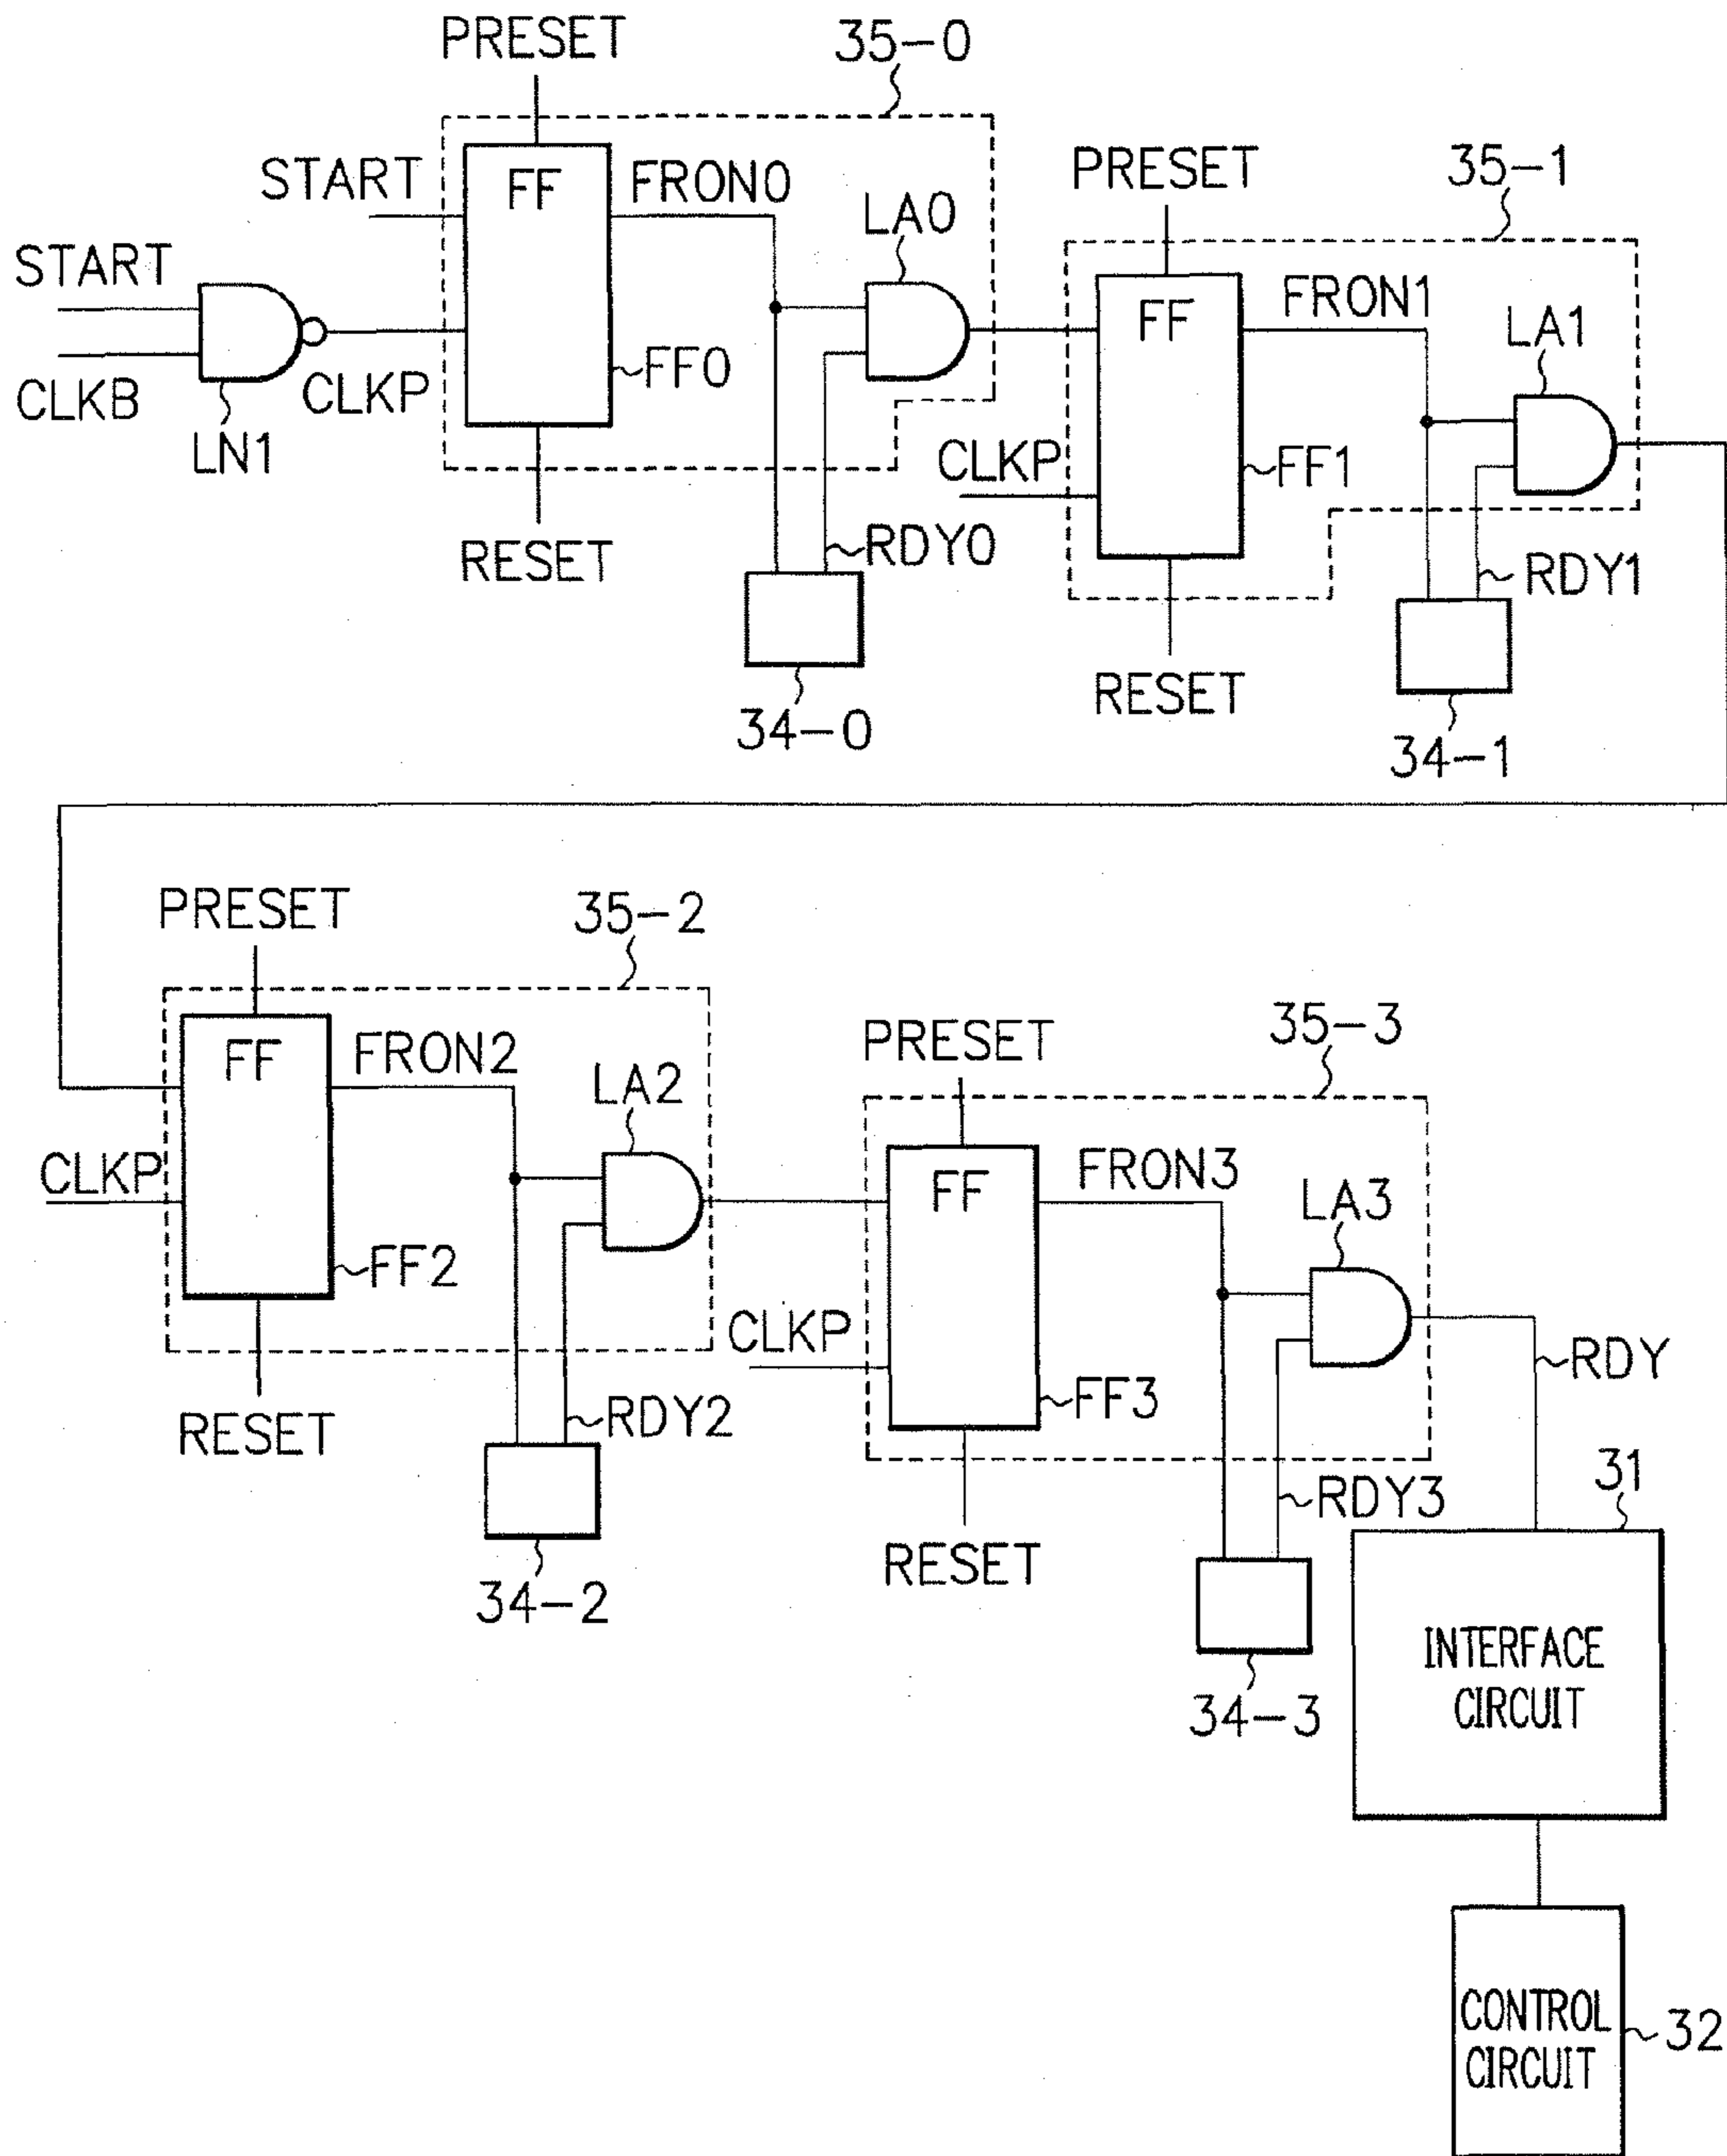 PRESET
35-0
START
FF
FRON0
LA0
START
CLKB
LN1
CLKP
FF0
RESET
RDY0
34-0
PRESET
35-1
FF
FRON1
LA1
CLKP
FF1
RESET
RDY1
34-1
PRESET
35-2
FF
FRON2
LA2
CLKP
FF2
RESET
RDY2
34-2
PRESET
35-3
FF
FRON3
LA3
CLKP
FF3
RESET
RDY3
34-3
RDY
31
INTERFACE
CIRCUIT
CONTROL
CIRCUIT
32